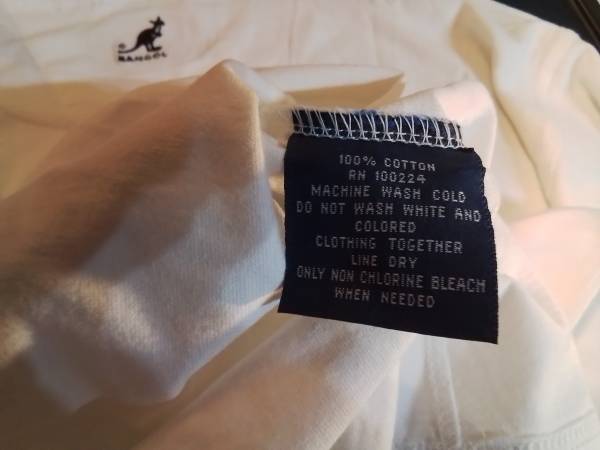 KANGOL
100% COTTON
RN 100224
MACHINE WASH COLD
DO NOT WASH WHITE AND
COLORED
CLOTHING TOGETHER
LINE DRY
ONLY NON CHLORINE BLEACH
WHEN NEEDED